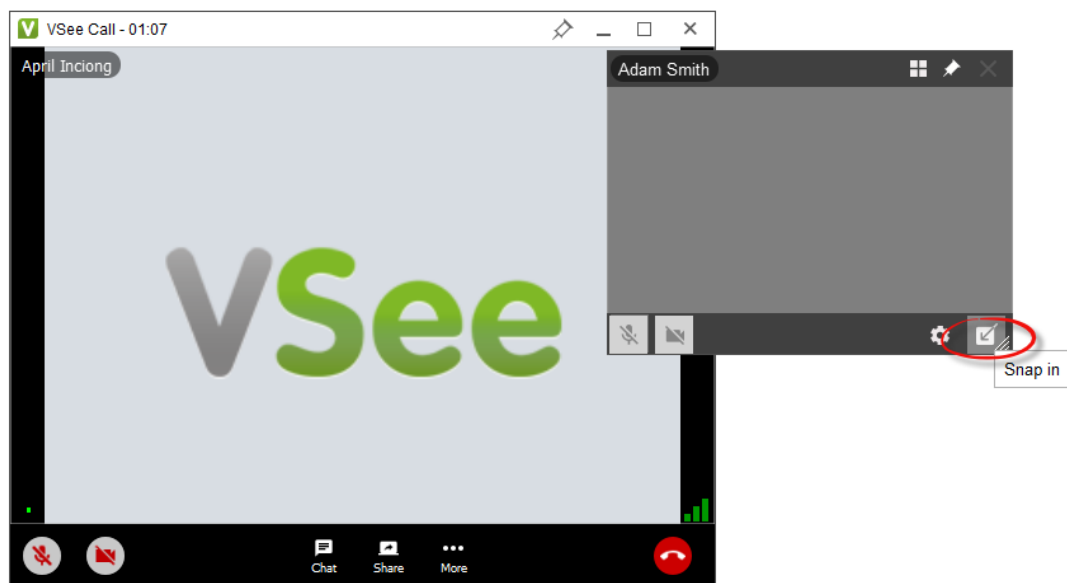 VSee Call - 01:07
April Inciong
Adam Smith
VSee
Snap in
Chat Share More